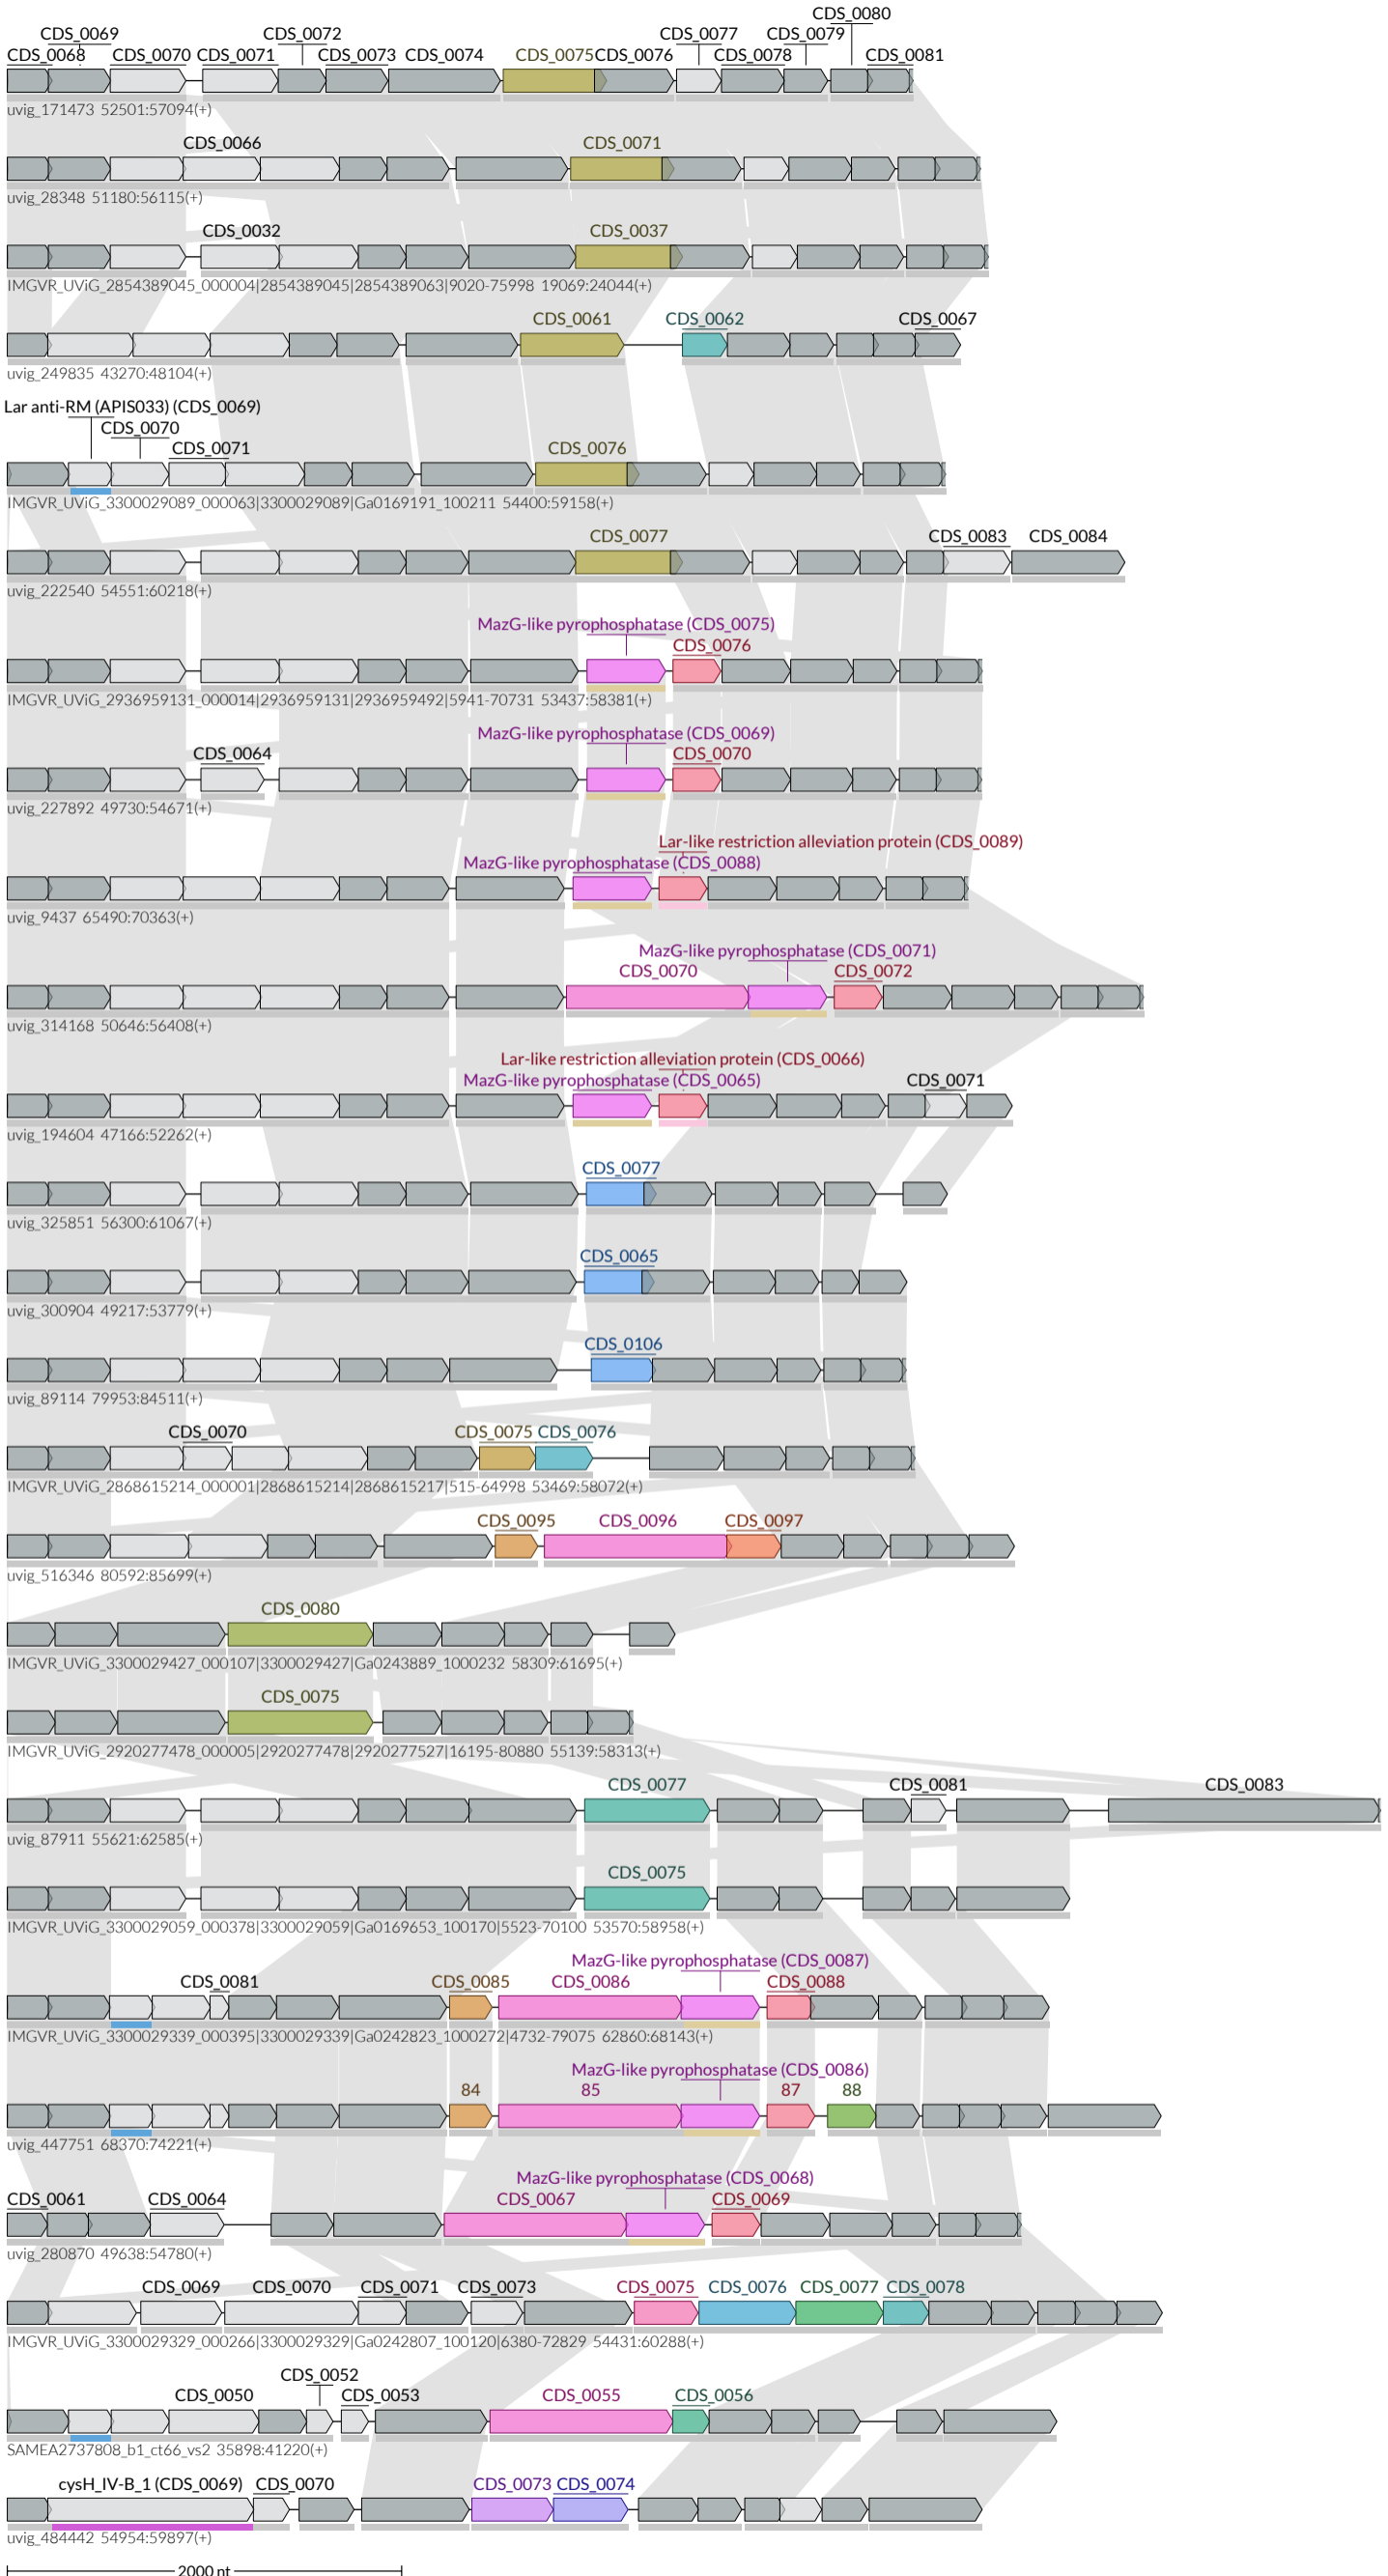 CDS_0080
CDS_0069 CDS_0072 CDS_0077 CDS_0079
CDS_0068 CDS_0070 CDS_0071 CDS_0073 CDS_0074 CDS_0075 CDS_0076 CDS_0078 CDS_0081
uvig_171473 52501:57094(+)
CDS_0066 CDS_0071
uvig_28348 51180:56115(+)
CDS_0032 CDS_0037
IMGVR_UViG_2854389045_000004|2854389045|2854389063|9020-75998 19069:24044(+)
CDS_0061 CDS_0062 CDS_0067
uvig_249835 43270:48104(+)
Lar anti-RM (APIS033) (CDS_0069)
CDS_0070
CDS_0071 CDS_0076
IMGVR_UViG_3300029089_000063|3300029089|Ga0169191_100211 54400:59158(+)
CDS_0077 CDS_0083 CDS_0084
uvig_222540 54551:60218(+)
MazG-like pyrophosphatase (CDS_0075)
CDS_0076
IMGVR_UViG_2936959131_000014|2936959131|2936959492|5941-70731 53437:58381(+)
MazG-like pyrophosphatase (CDS_0069)
CDS_0064 CDS_0070
uvig_227892 49730:54671(+)
Lar-like restriction alleviation protein (CDS_0089)
MazG-like pyrophosphatase (CDS_0088)
uvig_9437 65490:70363(+)
MazG-like pyrophosphatase (CDS_0071)
CDS_0070 CDS_0072
uvig_314168 50646:56408(+)
Lar-like restriction alleviation protein (CDS_0066)
MazG-like pyrophosphatase (CDS_0065) CDS_0071
uvig_194604 47166:52262(+)
CDS_0077
uvig_325851 56300:61067(+)
CDS_0065
uvig_300904 49217:53779(+)
CDS_0106
uvig_89114 79953:84511(+)
CDS_0070 CDS_0075 CDS_0076
IMGVR_UViG_2868615214_000001|2868615214|2868615217|515-64998 53469:58072(+)
CDS_0095 CDS_0096 CDS_0097
uvig_516346 80592:85699(+)
CDS_0080
IMGVR_UViG_3300029427_000107|3300029427|Ga0243889_1000232 58309:61695(+)
CDS_0075
IMGVR_UViG_2920277478_000005|2920277478|2920277527|16195-80880 55139:58313(+)
CDS_0077 CDS_0081 CDS_0083
uvig_87911 55621:62585(+)
CDS_0075
IMGVR_UViG_3300029059_000378|3300029059|Ga0169653_100170|5523-70100 53570:58958(+)
MazG-like pyrophosphatase (CDS_0087)
CDS_0081 CDS_0085 CDS_0086 CDS_0088
IMGVR_UViG_3300029339_000395|3300029339|Ga0242823_1000272|4732-79075 62860:68143(+)
MazG-like pyrophosphatase (CDS_0086)
84 85 87 88
uvig_447751 68370:74221(+)
MazG-like pyrophosphatase (CDS_0068)
CDS_0061 CDS_0064 CDS_0067 CDS_0069
uvig_280870 49638:54780(+)
CDS_0069 CDS_0070 CDS_0071 CDS_0073 CDS_0075 CDS_0076 CDS_0077 CDS_0078
IMGVR_UViG_3300029329_000266|3300029329|Ga0242807_100120|6380-72829 54431:60288(+)
CDS_0052
CDS_0050 CDS_0053 CDS_0055 CDS_0056
SAMEA2737808_b1_ct66_vs2 35898:41220(+)
cysH_IV-B_1 (CDS_0069) CDS_0070 CDS_0073 CDS_0074
uvig_484442 54954:59897(+)
2000 nt